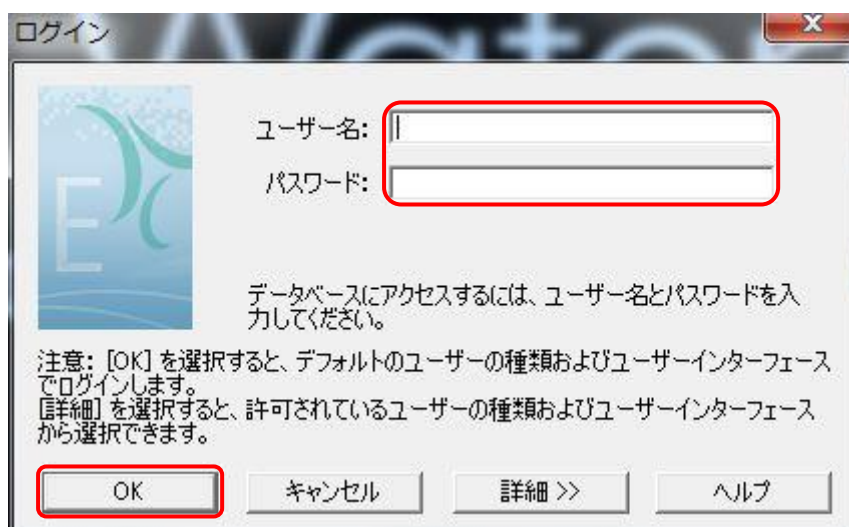 ログイン
ユーザー名:
パスワード:
データベースにアクセスするには、ユーザー名とパスワードを入
力してください。
注意: [OK] を選択すると、デフォルトのユーザーの種類およびユーザーインターフェース
でログインします。
[詳細] を選択すると、許可されているユーザーの種類およびユーザーインターフェース
から選択できます。
OK キャンセル 詳細 >> ヘルプ